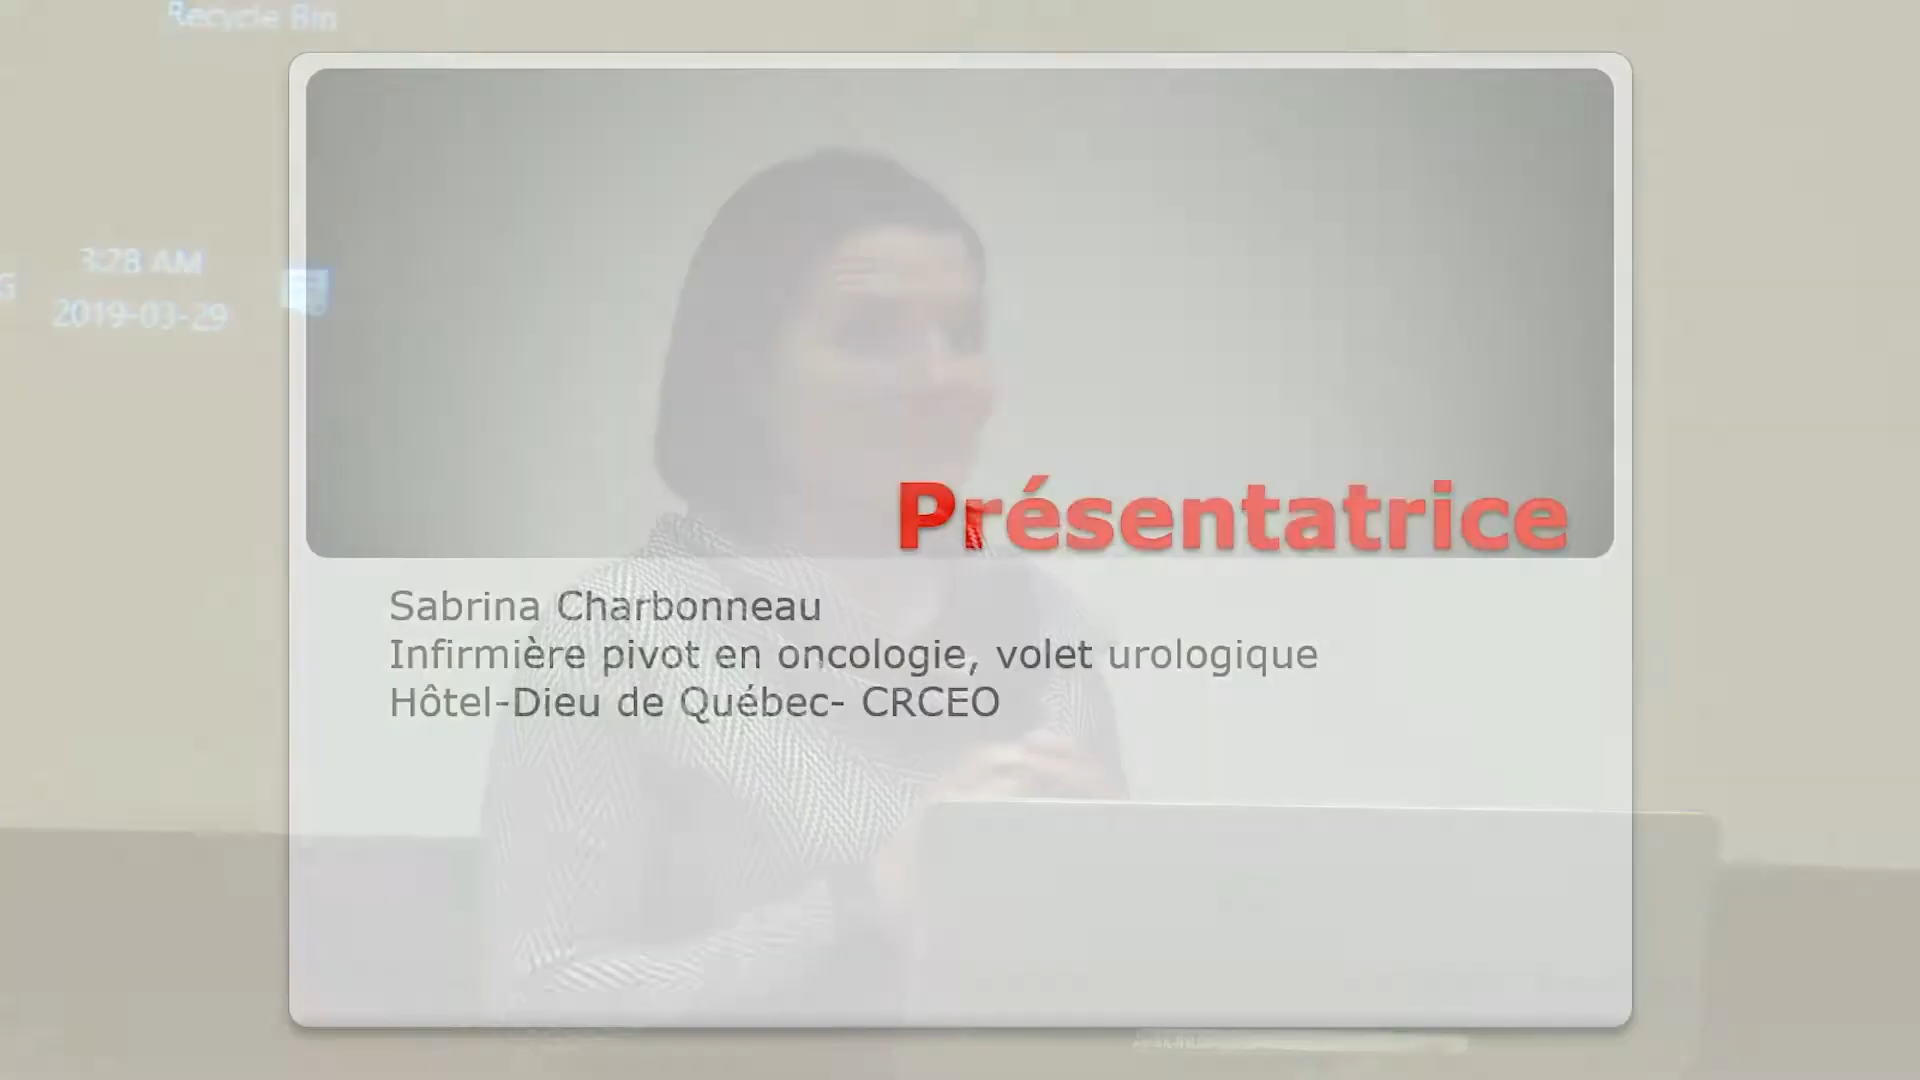 Recycle Bin
3:28 AM
2019-03-29
Présentatrice
Sabrina Charbonneau
Infirmière pivot en oncologie, volet urologique
Hôtel-Dieu de Québec- CRCEO